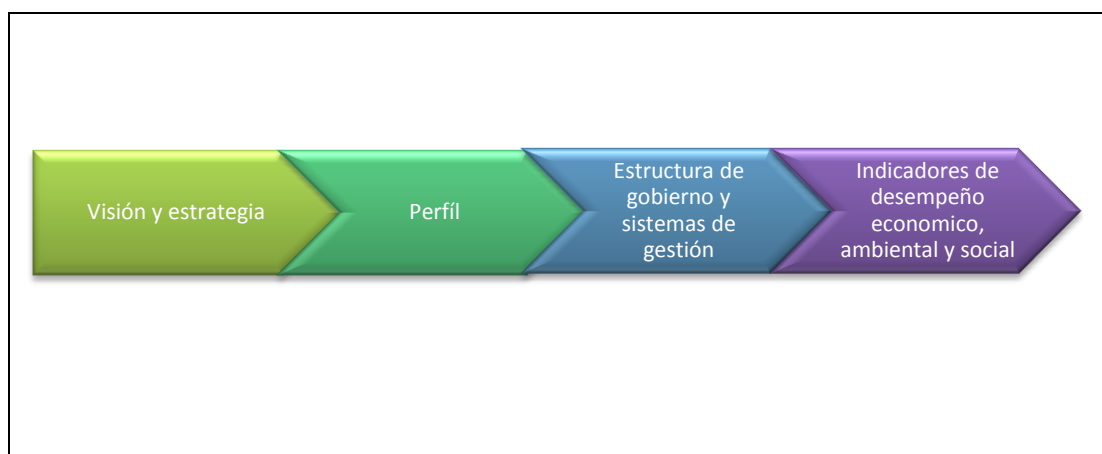 Visión y estrategia
Perfíl
Estructura de
gobierno y
sistemas de
gestión
Indicadores de
desempeño
economico,
ambiental y social